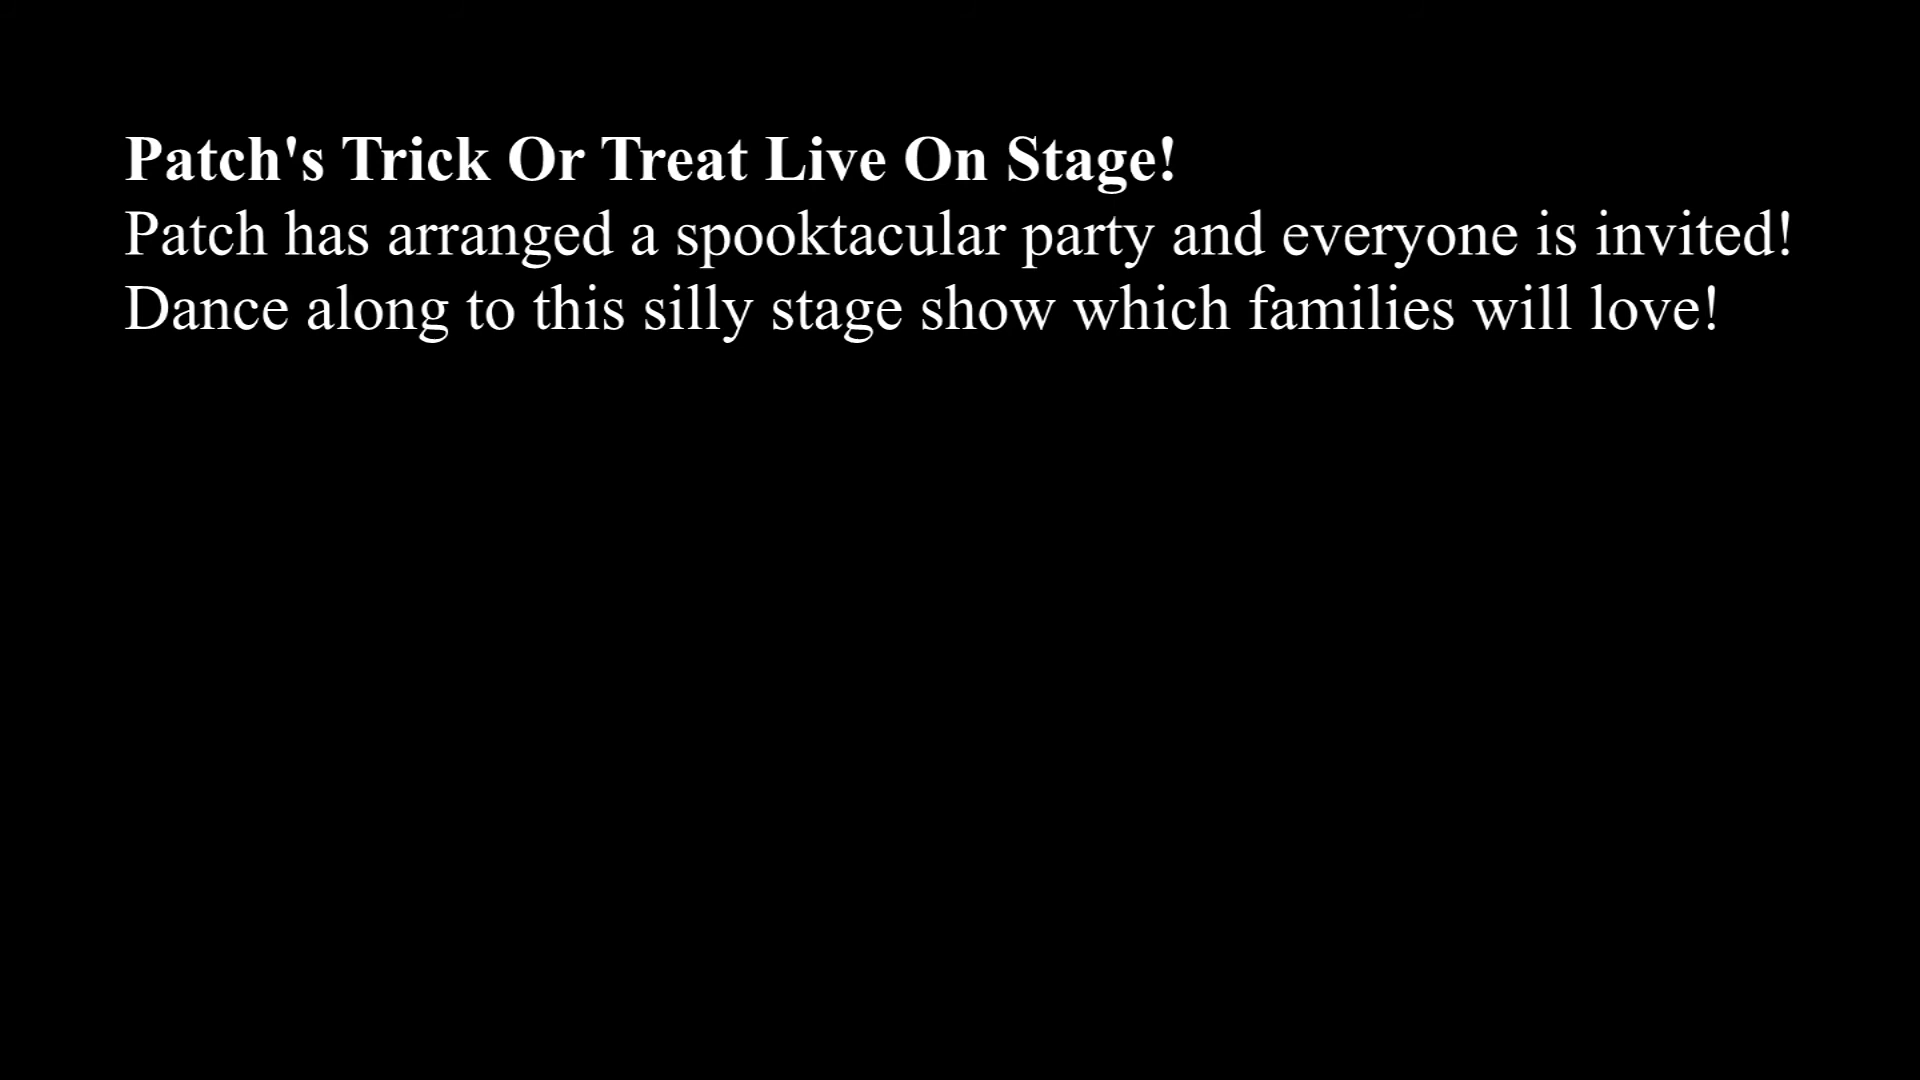 Patch's Trick Or Treat Live On Stage!
Patch has arranged a spooktacular party and everyone is invited!
Dance along to this silly stage show which families will love!